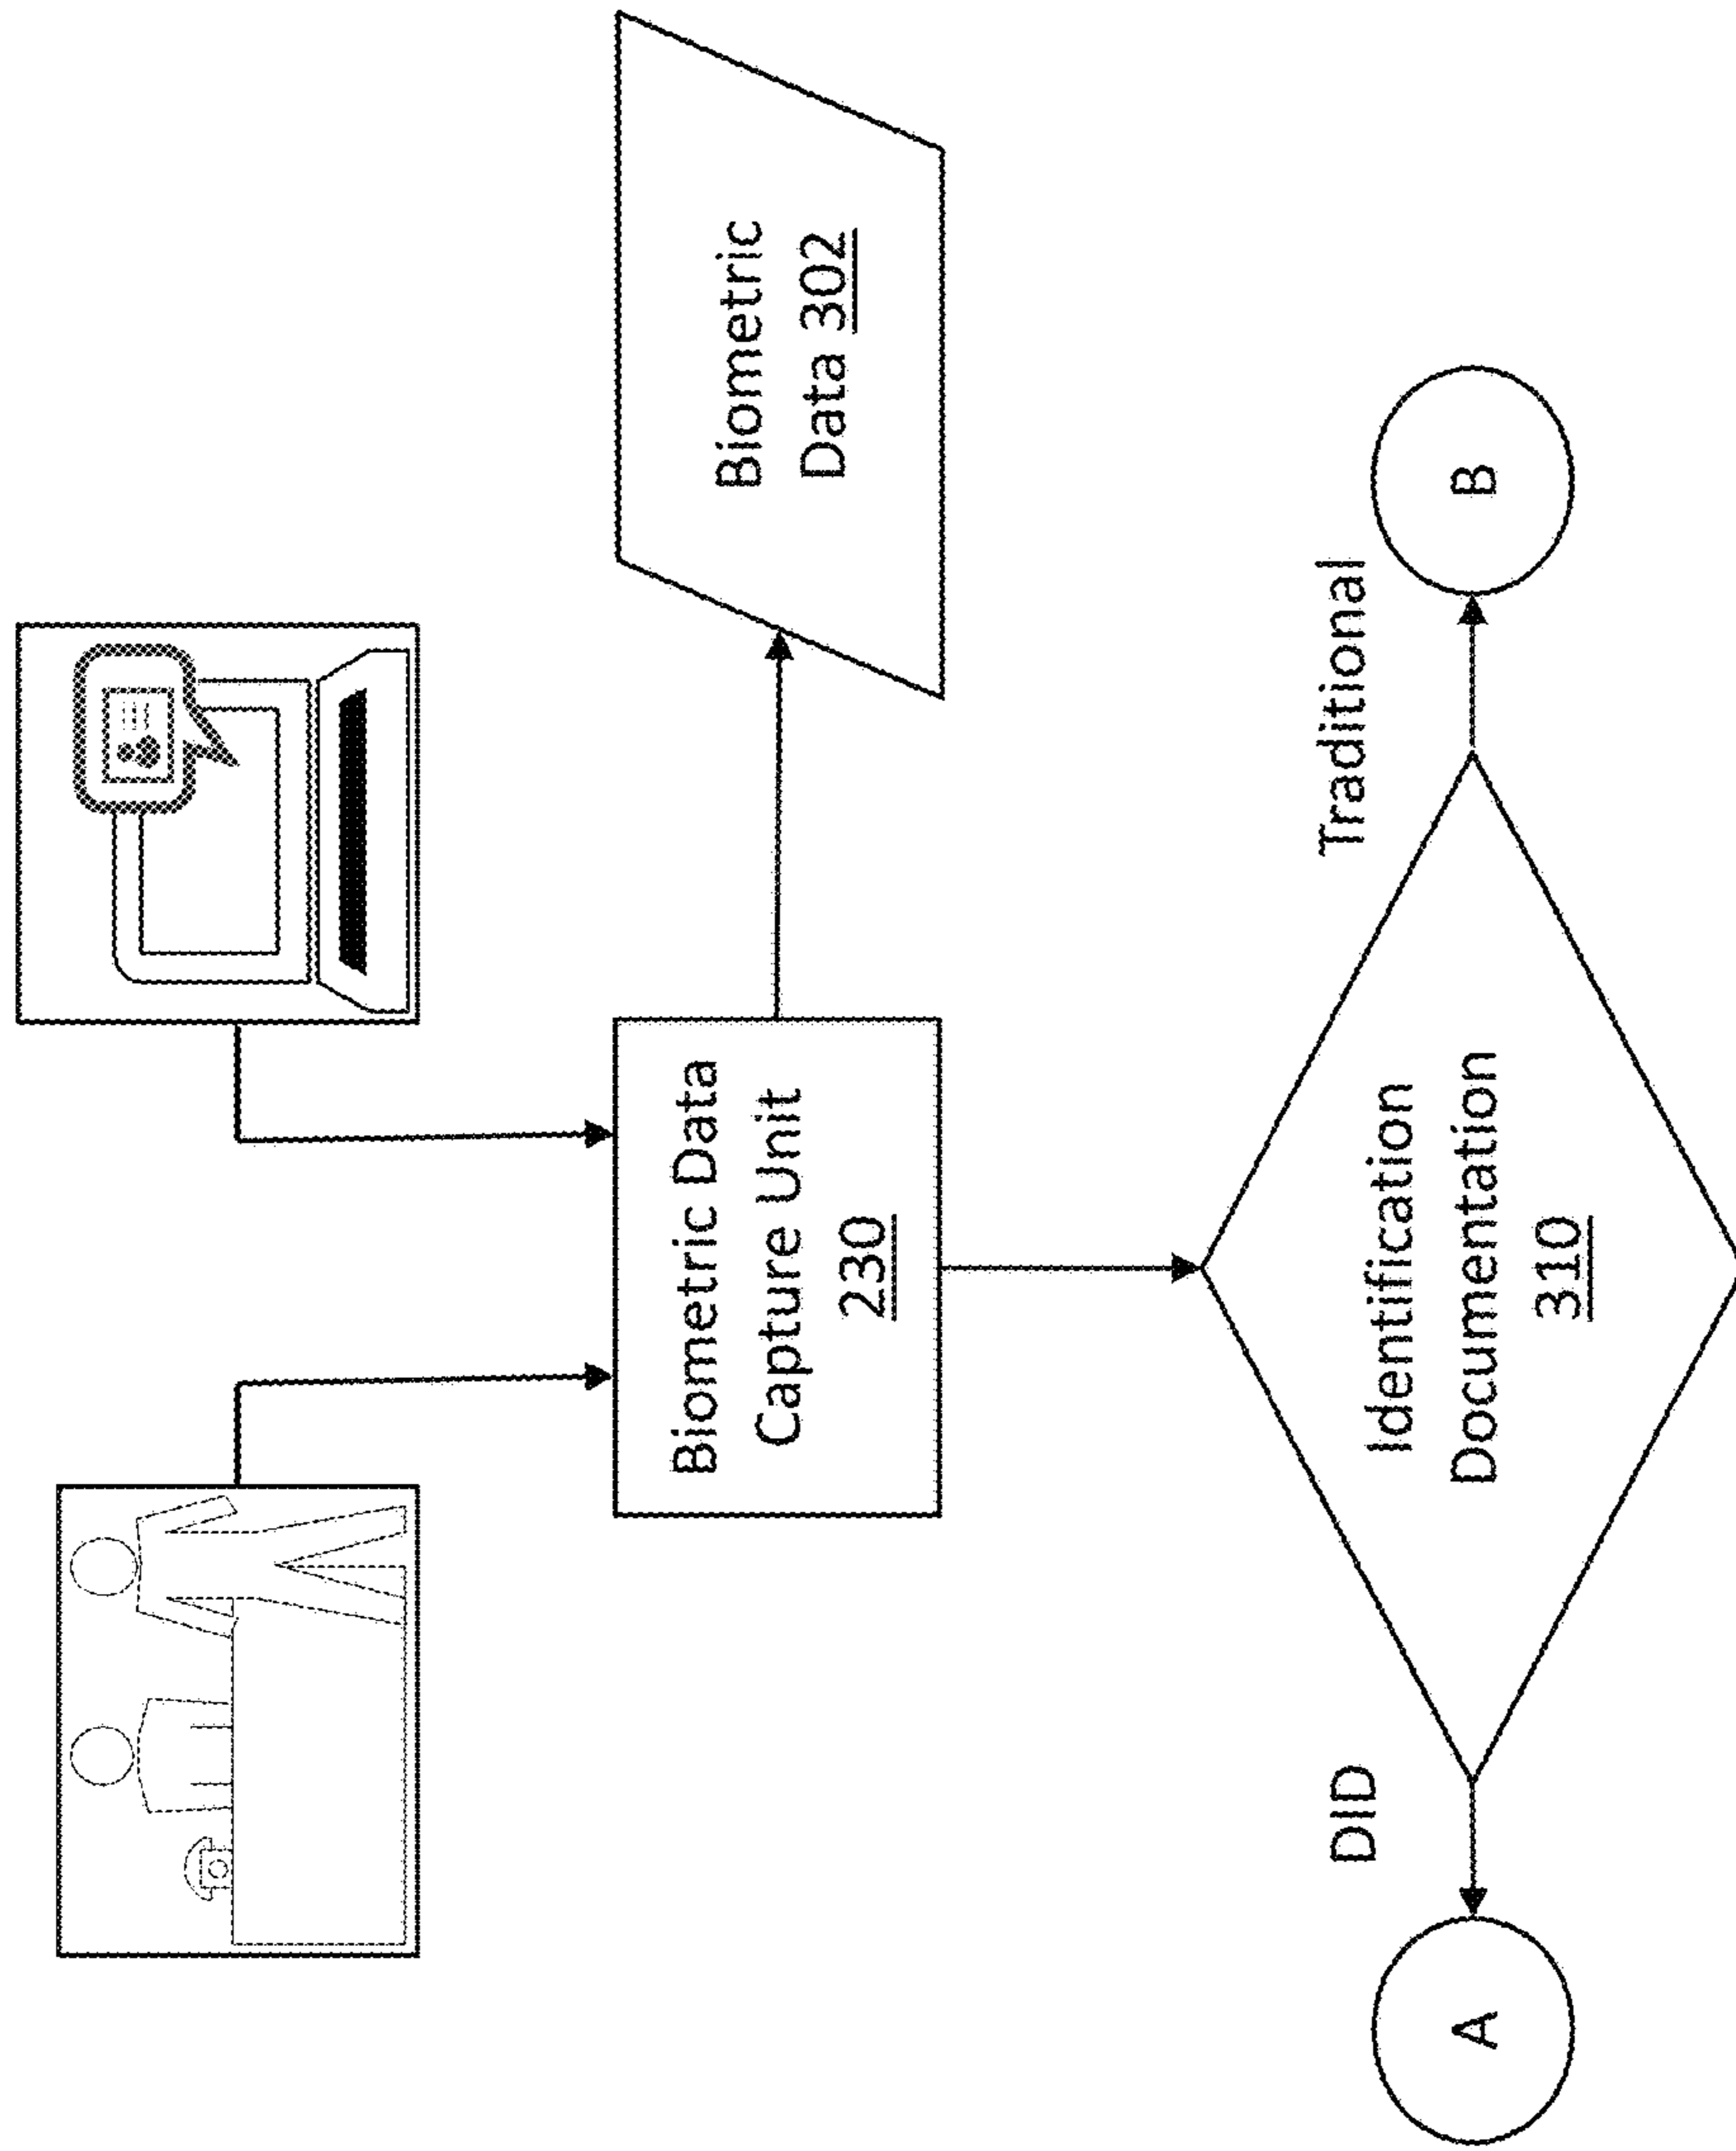 Biometric Data
Capture Unit
230
Biometric
Data 302
DID
Traditional
Identification
Documentation
310
A
B